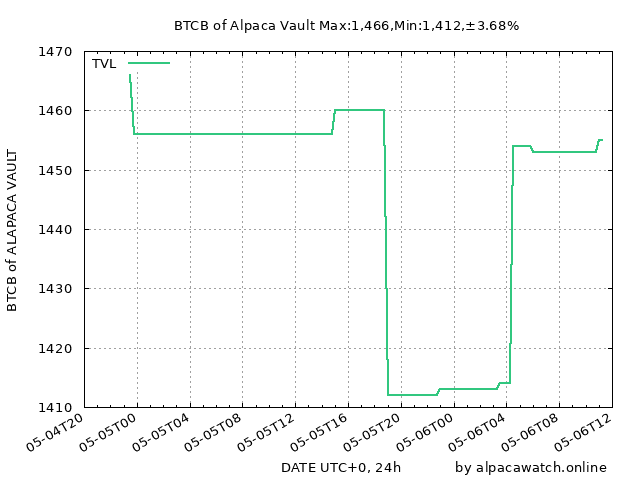 BTCB of Alpaca Vault Max:1,466,Min:1,412,±3.68%
TVL
BTCB of ALAPACA VAULT
1470
1460
1450
1440
1430
1420
1410
05-04T20
05-05T00
05-05T04
05-05T08
05-05T12
05-05T16
05-05T20
05-06T00
05-06T04
05-06T08
05-06T12
DATE UTC+0, 24h
by alpacawatch.online